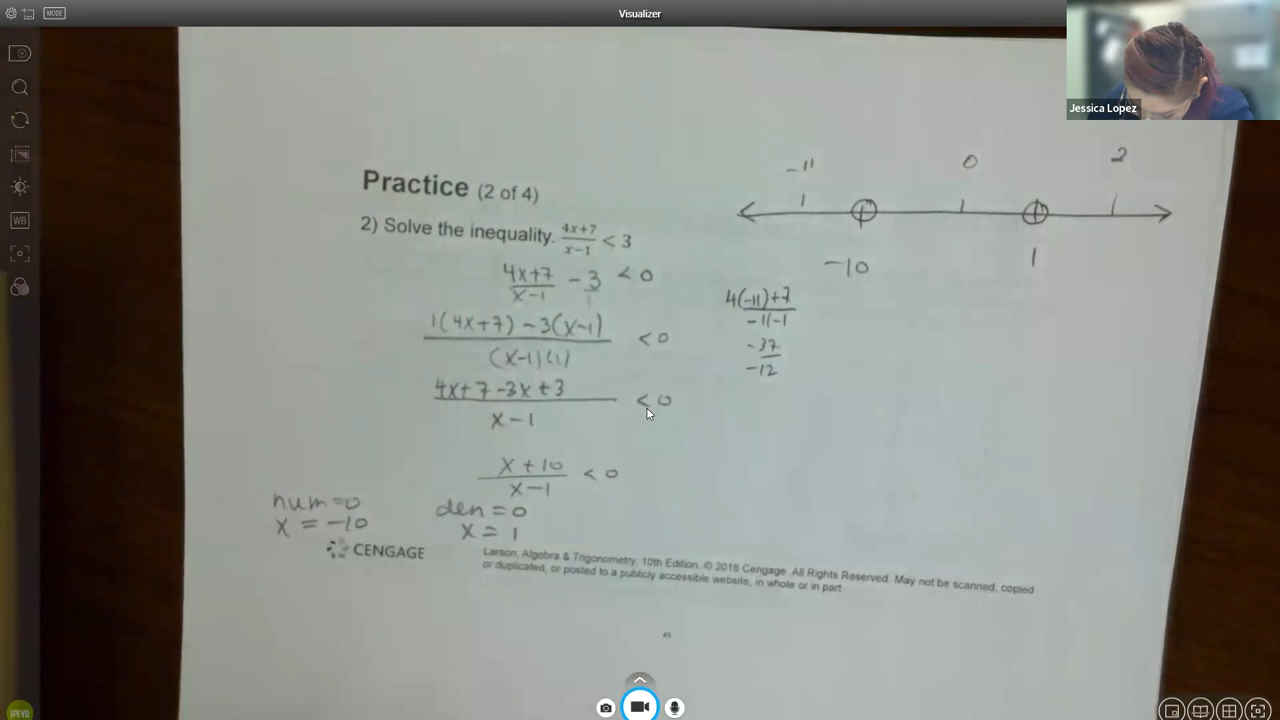 MODE
Visualizer
Jessica Lopez
WB
Practice (2 of 4)
2) Solve the inequality. 4x+7 / x−1 < 3
4x+7 / x−1 − 3 / 1 < 0
1(4x+7) −3(x−1) / (x−1)(1) < 0
4x+7 −3x+3 / x−1 < 0
x+10 / x−1 < 0
num=0
x = −10
den = 0
x = 1
−11 0 2
−10 1
4(−11)+7 / −11−1
−37 / −12
CENGAGE
Larson, Algebra & Trigonometry, 10th Edition. © 2018 Cengage. All Rights Reserved. May not be scanned, copied
or duplicated, or posted to a publicly accessible website, in whole or in part
IPEVO